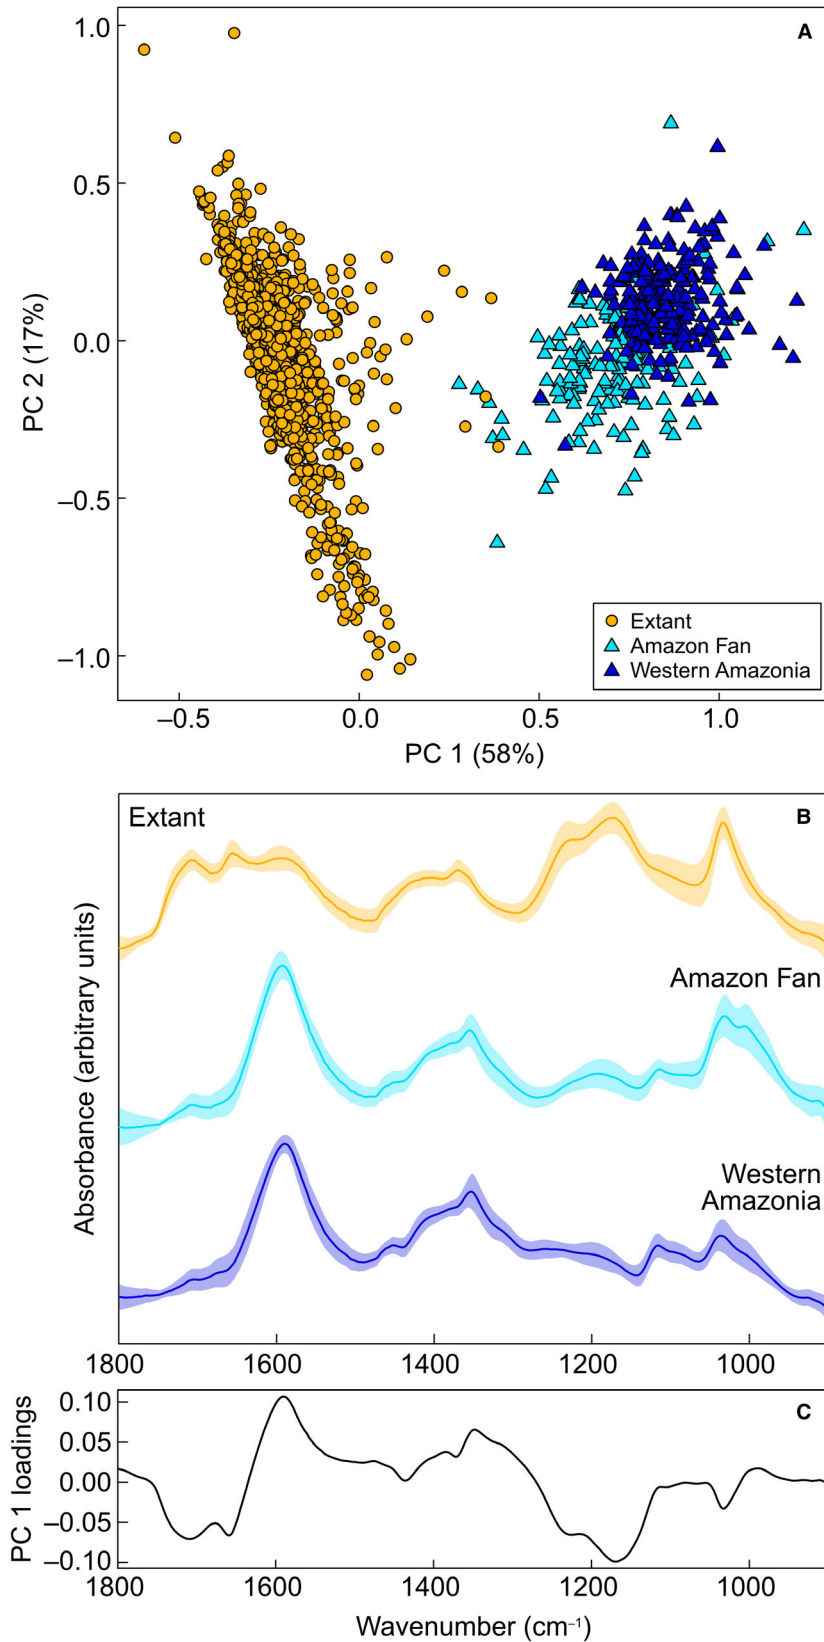 A
1.0
0.5
0.0
−0.5
−1.0
PC 2 (17%)
Extant
Amazon Fan
Western Amazonia
−0.5
0.0
0.5
1.0
PC 1 (58%)
B
Extant
Amazon Fan
Western
Amazonia
Absorbance (arbitrary units)
1800
1600
1400
1200
1000
C
0.10
0.05
0.00
−0.05
−0.10
PC 1 loadings
1800
1600
1400
1200
1000
Wavenumber (cm⁻¹)